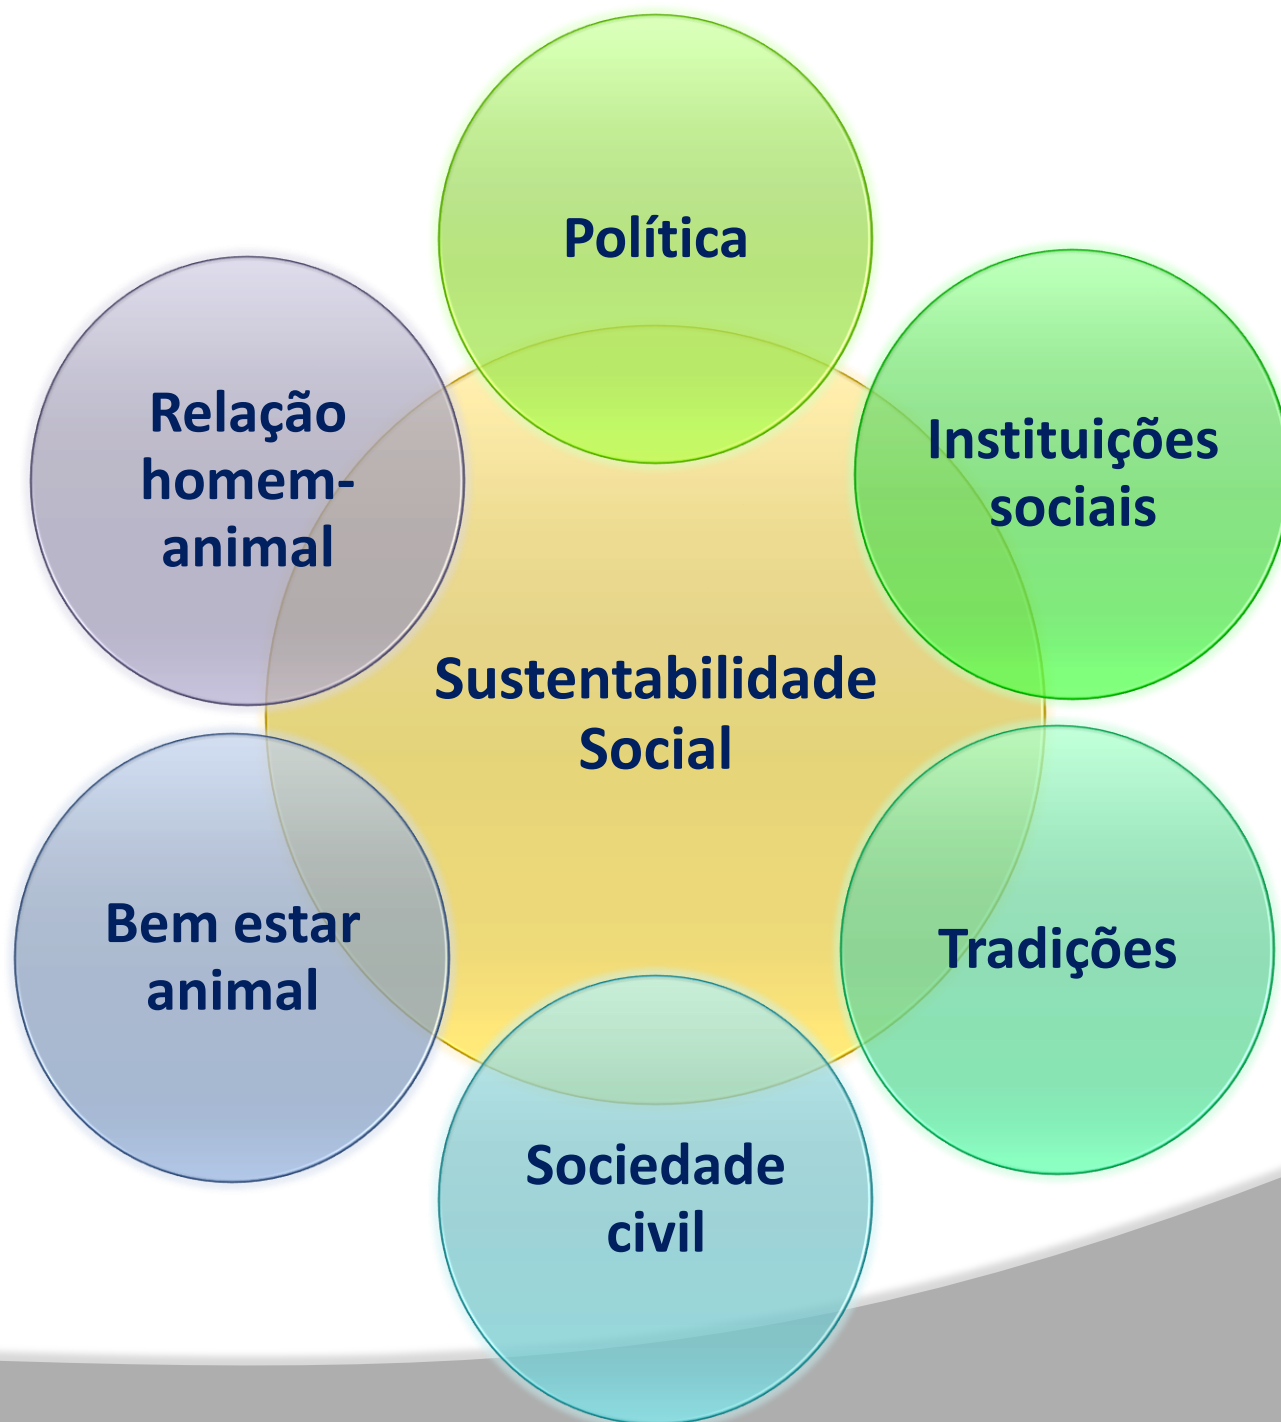 Política
Relação
homem-
animal
Instituições
sociais
Sustentabilidade
Social
Bem estar
animal
Tradições
Sociedade
civil